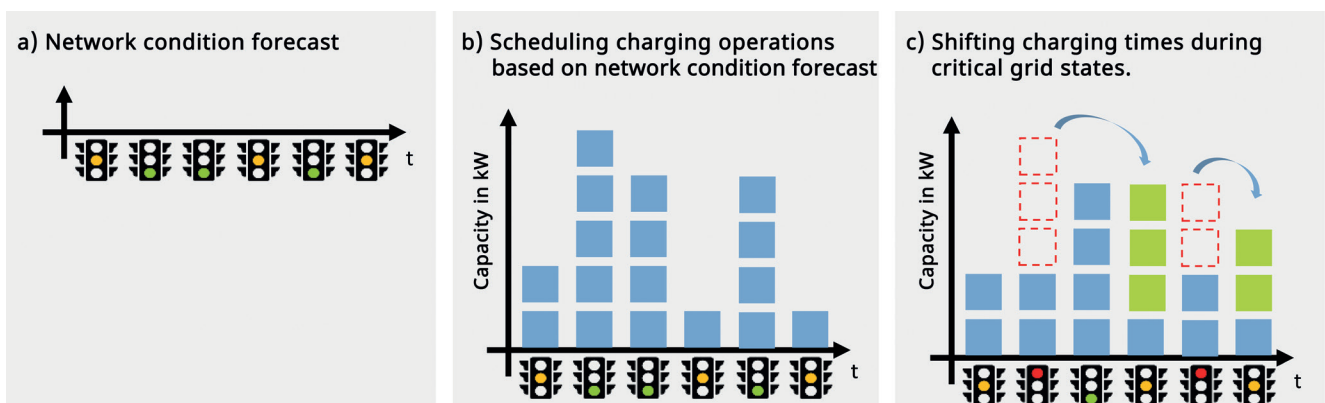 a) Network condition forecast
t
b) Scheduling charging operations
based on network condition forecast
Capacity in kW
t
c) Shifting charging times during
critical grid states.
Capacity in kW
t